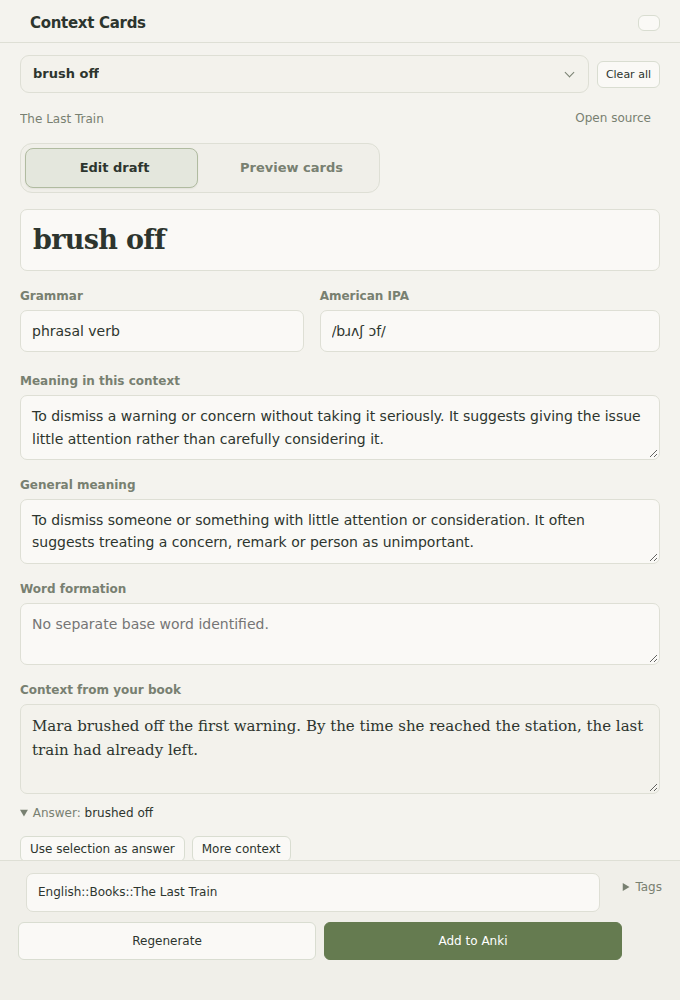 Context Cards
brush off
Clear all
The Last Train
Open source
Edit draft
Preview cards
brush off
Grammar
American IPA
phrasal verb
/bɹʌʃ ɔf/
Meaning in this context
To dismiss a warning or concern without taking it seriously. It suggests giving the issue
little attention rather than carefully considering it.
General meaning
To dismiss someone or something with little attention or consideration. It often
suggests treating a concern, remark or person as unimportant.
Word formation
No separate base word identified.
Context from your book
Mara brushed off the first warning. By the time she reached the station, the last
train had already left.
Answer: brushed off
Use selection as answer
More context
English::Books::The Last Train
Tags
Regenerate
Add to Anki